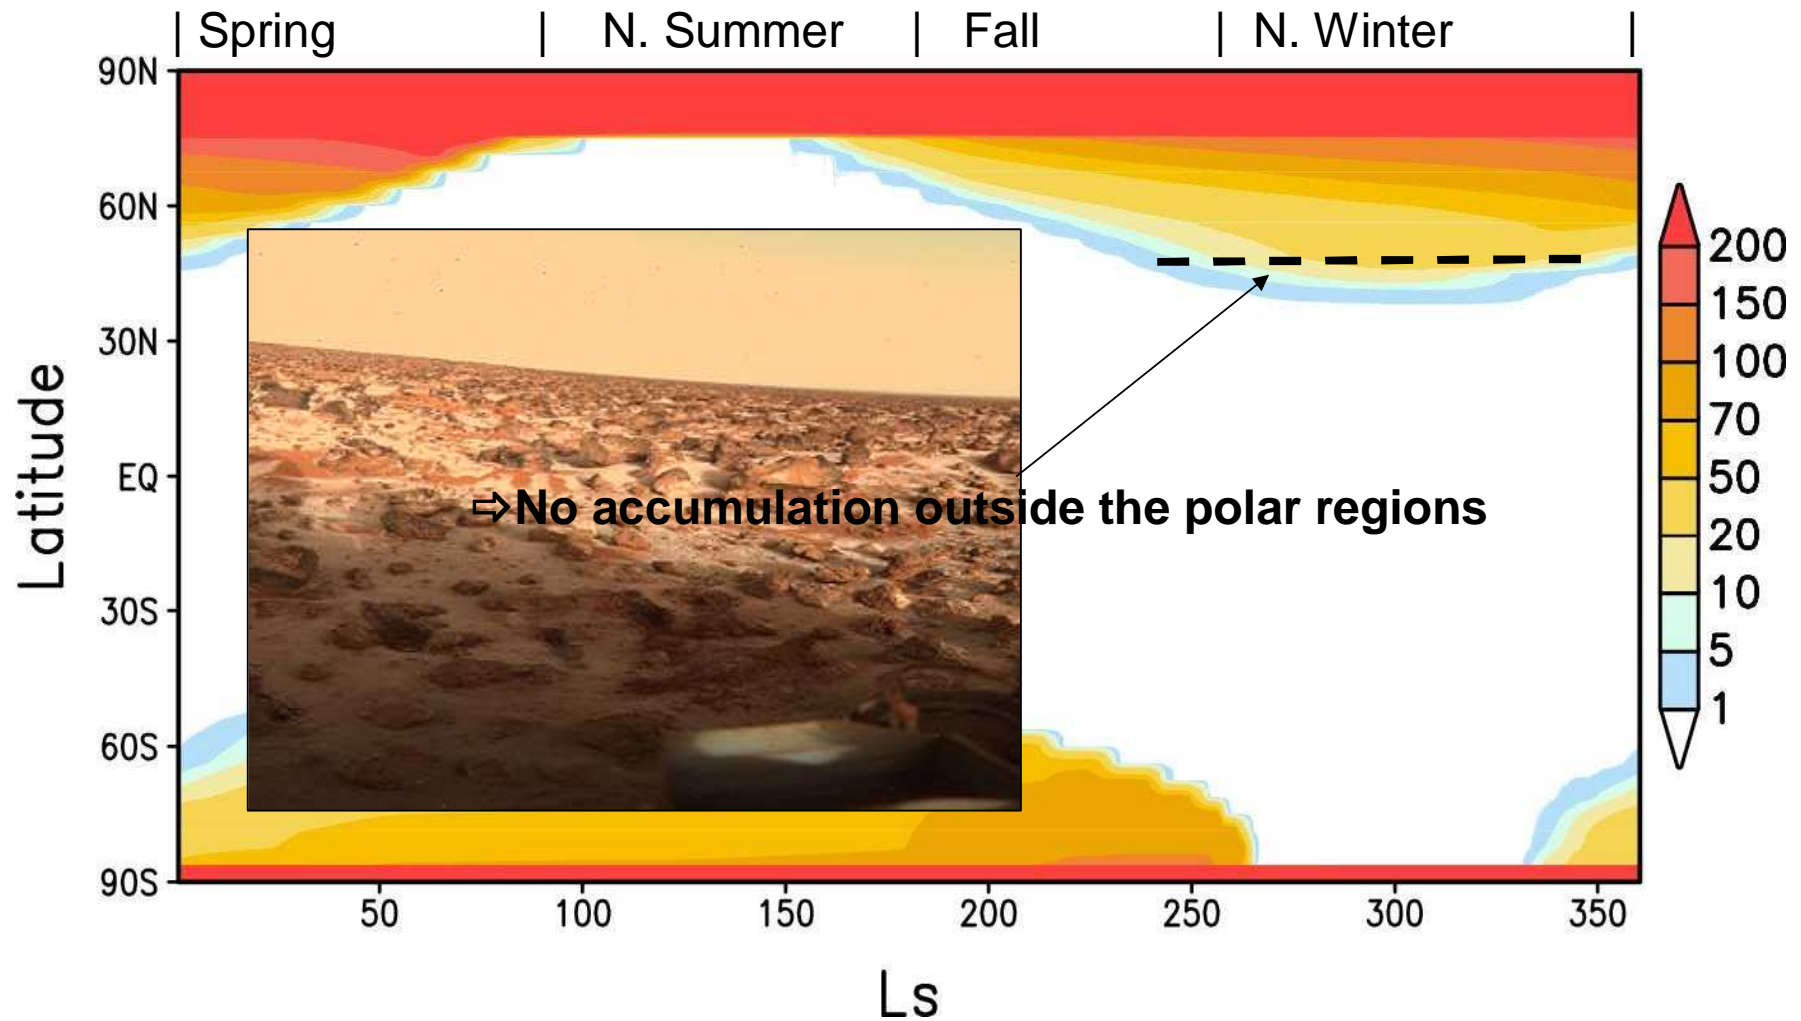 | Spring | N. Summer | Fall | N. Winter |
90N
60N
30N
EQ
30S
60S
90S
Latitude
⇨No accumulation outside the polar regions
50 100 150 200 250 300 350
Ls
200
150
100
70
50
20
10
5
1